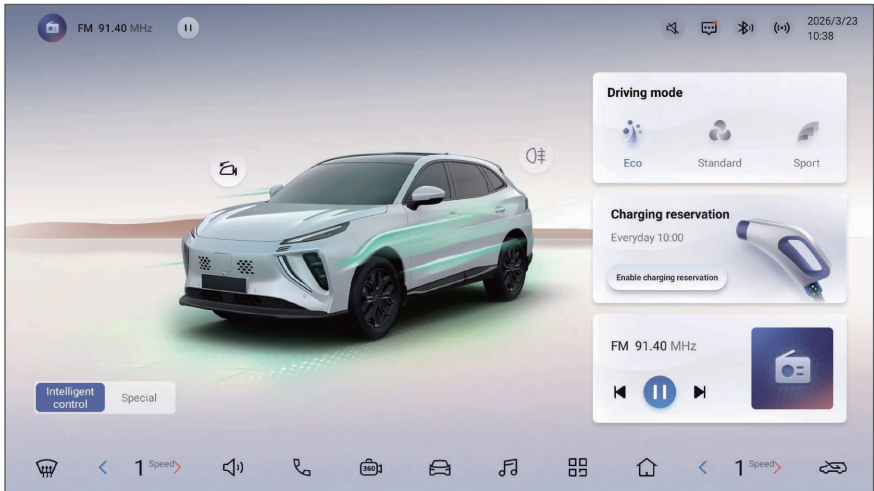 FM 91.40 MHz
2026/3/23
10:38
Driving mode
Eco
Standard
Sport
Charging reservation
Everyday 10:00
Enable charging reservation
FM 91.40 MHz
Intelligent
control
Special
1 Speed
360
1 Speed